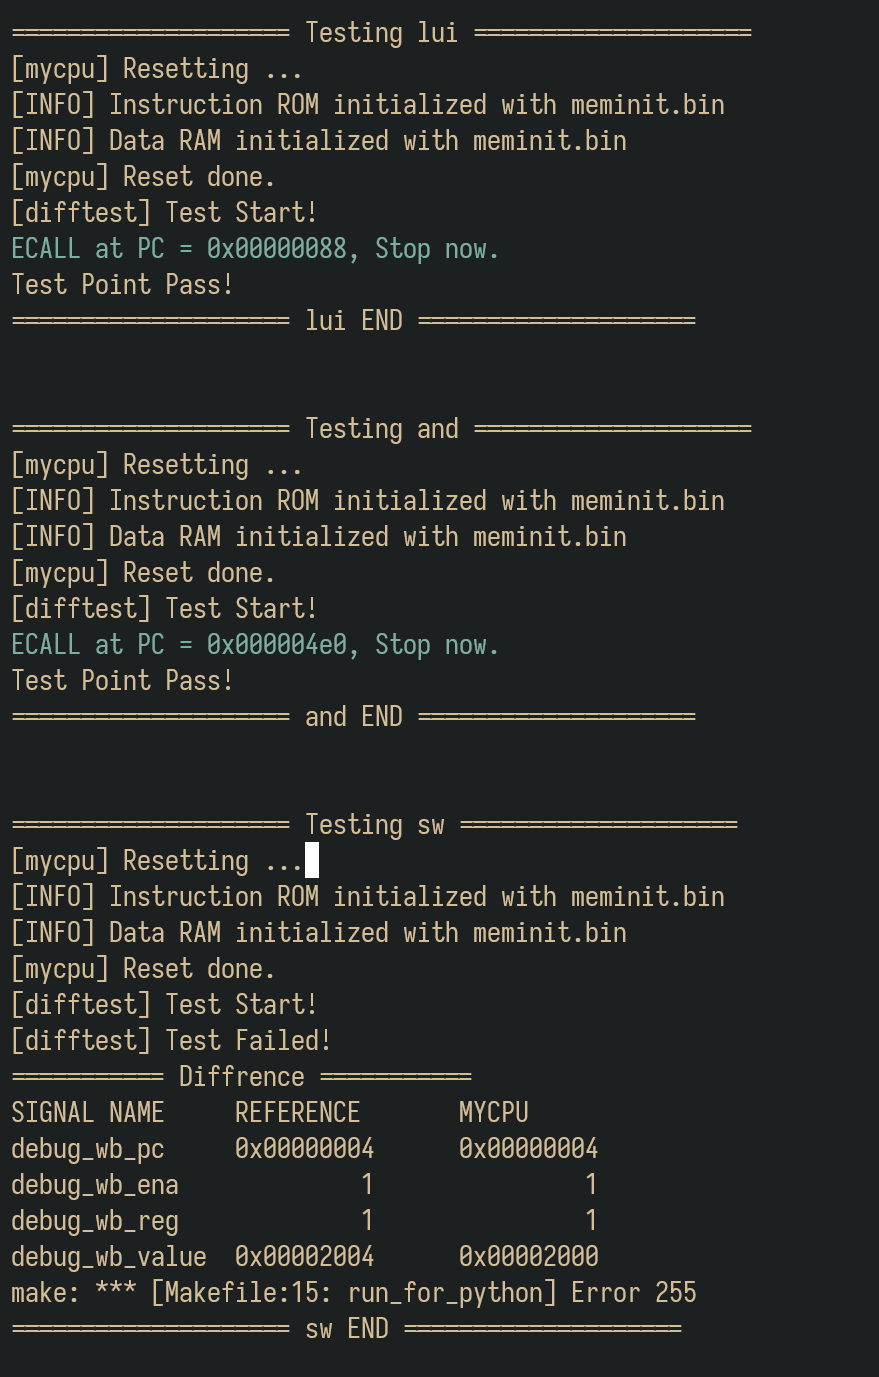 ==================== Testing lui ====================
[mycpu] Resetting ...
[INFO] Instruction ROM initialized with meminit.bin
[INFO] Data RAM initialized with meminit.bin
[mycpu] Reset done.
[difftest] Test Start!
ECALL at PC = 0x00000088, Stop now.
Test Point Pass!
==================== lui END ====================
==================== Testing and ====================
[mycpu] Resetting ...
[INFO] Instruction ROM initialized with meminit.bin
[INFO] Data RAM initialized with meminit.bin
[mycpu] Reset done.
[difftest] Test Start!
ECALL at PC = 0x000004e0, Stop now.
Test Point Pass!
==================== and END ====================
==================== Testing sw ====================
[mycpu] Resetting ...
[INFO] Instruction ROM initialized with meminit.bin
[INFO] Data RAM initialized with meminit.bin
[mycpu] Reset done.
[difftest] Test Start!
[difftest] Test Failed!
=========== Diffrence ===========
SIGNAL NAME     REFERENCE       MYCPU
debug_wb_pc     0x00000004      0x00000004
debug_wb_ena             1               1
debug_wb_reg             1               1
debug_wb_value  0x00002004      0x00002000
make: *** [Makefile:15: run_for_python] Error 255
==================== sw END ====================